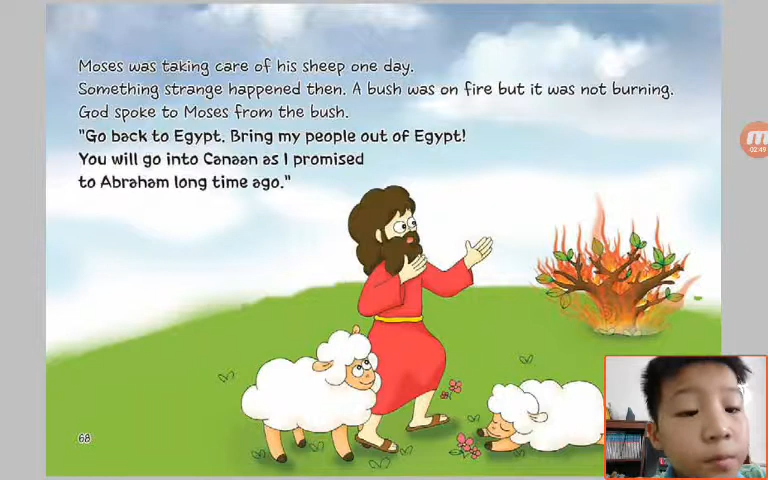 Moses was taking care of his sheep one day.
Something strange happened then. A bush was on fire but it was not burning.
God spoke to Moses from the bush.
"Go back to Egypt. Bring my people out of Egypt!
You will go into Canaan as I promised
to Abraham long time ago."
02:49
68